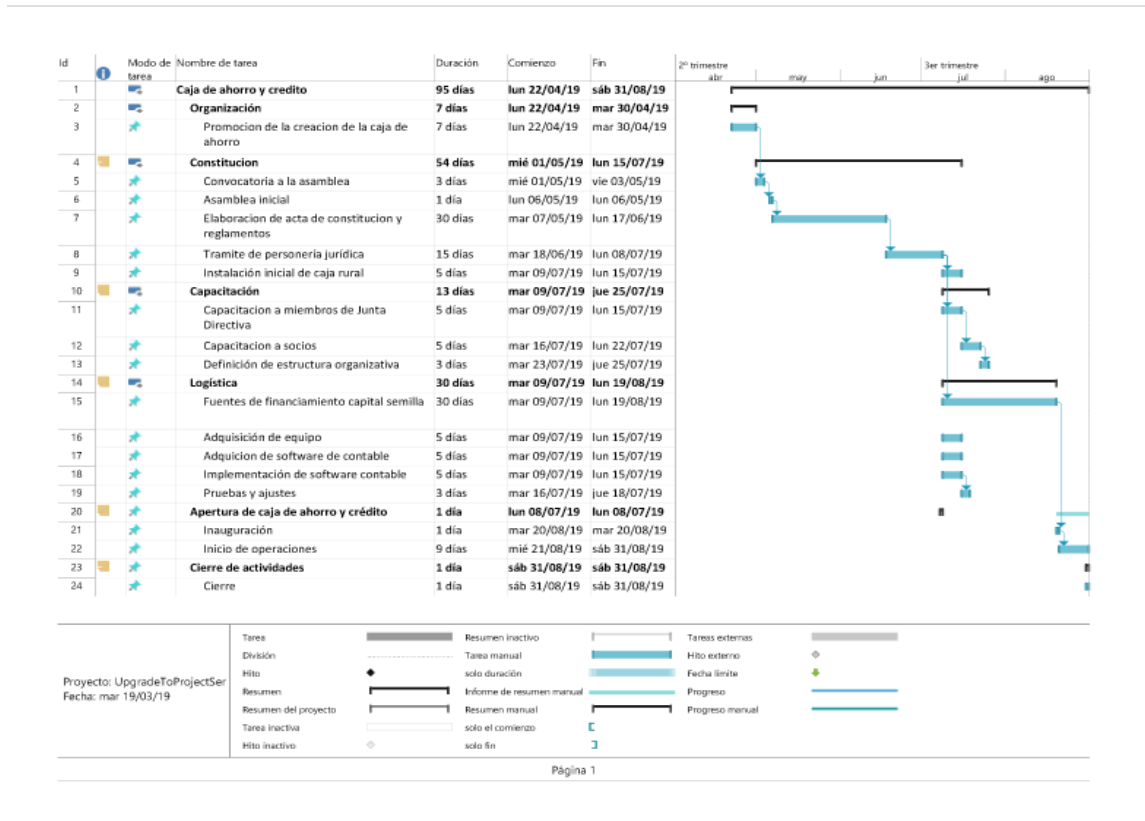 Id Modo de tarea Nombre de tarea Duración Comienzo Fin
2º trimestre 3er trimestre
abr may jun jul ago
1 Caja de ahorro y credito 95 días lun 22/04/19 sáb 31/08/19
2 Organización 7 días lun 22/04/19 mar 30/04/19
3 Promocion de la creacion de la caja de ahorro 7 días lun 22/04/19 mar 30/04/19
4 Constitucion 54 días mié 01/05/19 lun 15/07/19
5 Convocatoria a la asamblea 3 días mié 01/05/19 vie 03/05/19
6 Asamblea inicial 1 día lun 06/05/19 lun 06/05/19
7 Elaboracion de acta de constitucion y reglamentos 30 días mar 07/05/19 lun 17/06/19
8 Tramite de personería jurídica 15 días mar 18/06/19 lun 08/07/19
9 Instalación inicial de caja rural 5 días mar 09/07/19 lun 15/07/19
10 Capacitación 13 días mar 09/07/19 jue 25/07/19
11 Capacitacion a miembros de Junta Directiva 5 días mar 09/07/19 lun 15/07/19
12 Capacitacion a socios 5 días mar 16/07/19 lun 22/07/19
13 Definición de estructura organizativa 3 días mar 23/07/19 jue 25/07/19
14 Logística 30 días mar 09/07/19 lun 19/08/19
15 Fuentes de financiamiento capital semilla 30 días mar 09/07/19 lun 19/08/19
16 Adquisición de equipo 5 días mar 09/07/19 lun 15/07/19
17 Adquicion de software de contable 5 días mar 09/07/19 lun 15/07/19
18 Implementación de software contable 5 días mar 09/07/19 lun 15/07/19
19 Pruebas y ajustes 3 días mar 16/07/19 jue 18/07/19
20 Apertura de caja de ahorro y crédito 1 día lun 08/07/19 lun 08/07/19
21 Inauguración 1 día mar 20/08/19 mar 20/08/19
22 Inicio de operaciones 9 días mié 21/08/19 sáb 31/08/19
23 Cierre de actividades 1 día sáb 31/08/19 sáb 31/08/19
24 Cierre 1 día sáb 31/08/19 sáb 31/08/19
Proyecto: UpgradeToProjectSer
Fecha: mar 19/03/19
Tarea Resumen inactivo Tareas externas
División Tarea manual Hito externo
Hito solo duración Fecha límite
Resumen Informe de resumen manual Progreso
Resumen del proyecto Resumen manual Progreso manual
Tarea inactiva solo el comienzo
Hito inactivo solo fin
Página 1